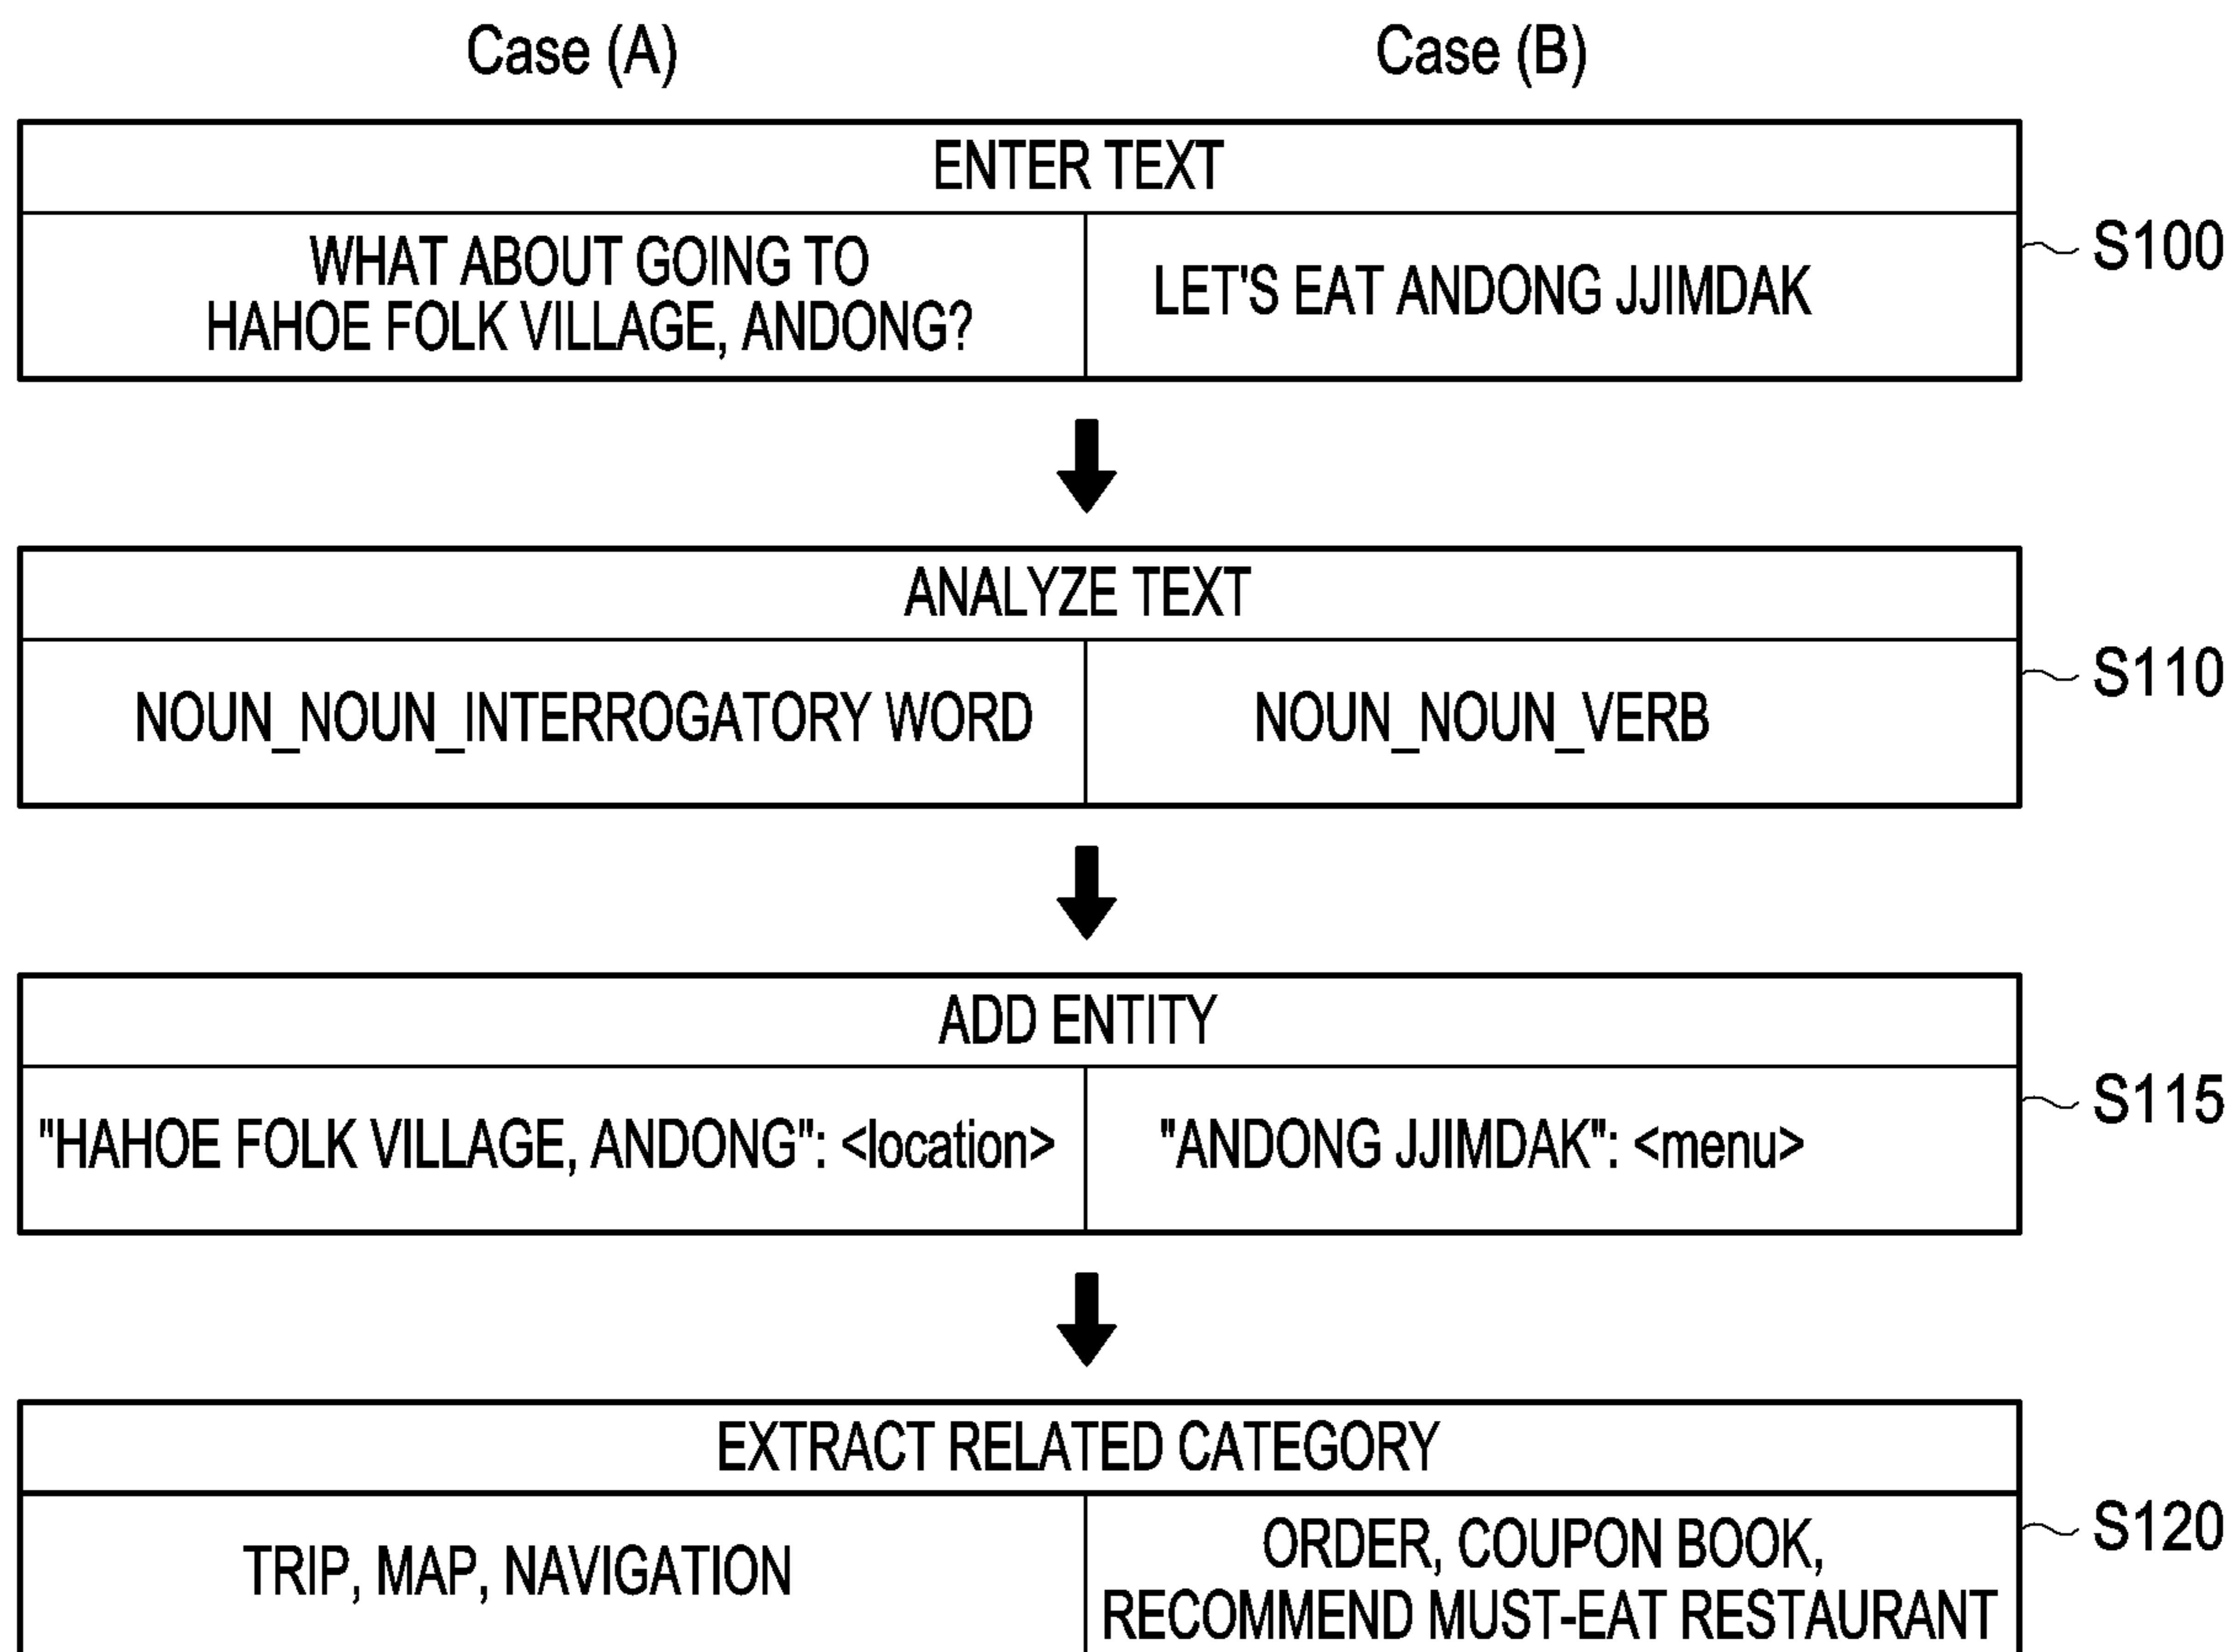 Case (A)
Case (B)
ENTER TEXT
WHAT ABOUT GOING TO
HAHOE FOLK VILLAGE, ANDONG?
LET'S EAT ANDONG JJIMDAK
S100
ANALYZE TEXT
NOUN_NOUN_INTERROGATORY WORD
NOUN_NOUN_VERB
S110
ADD ENTITY
"HAHOE FOLK VILLAGE, ANDONG": <location>
"ANDONG JJIMDAK": <menu>
S115
EXTRACT RELATED CATEGORY
TRIP, MAP, NAVIGATION
ORDER, COUPON BOOK,
RECOMMEND MUST-EAT RESTAURANT
S120